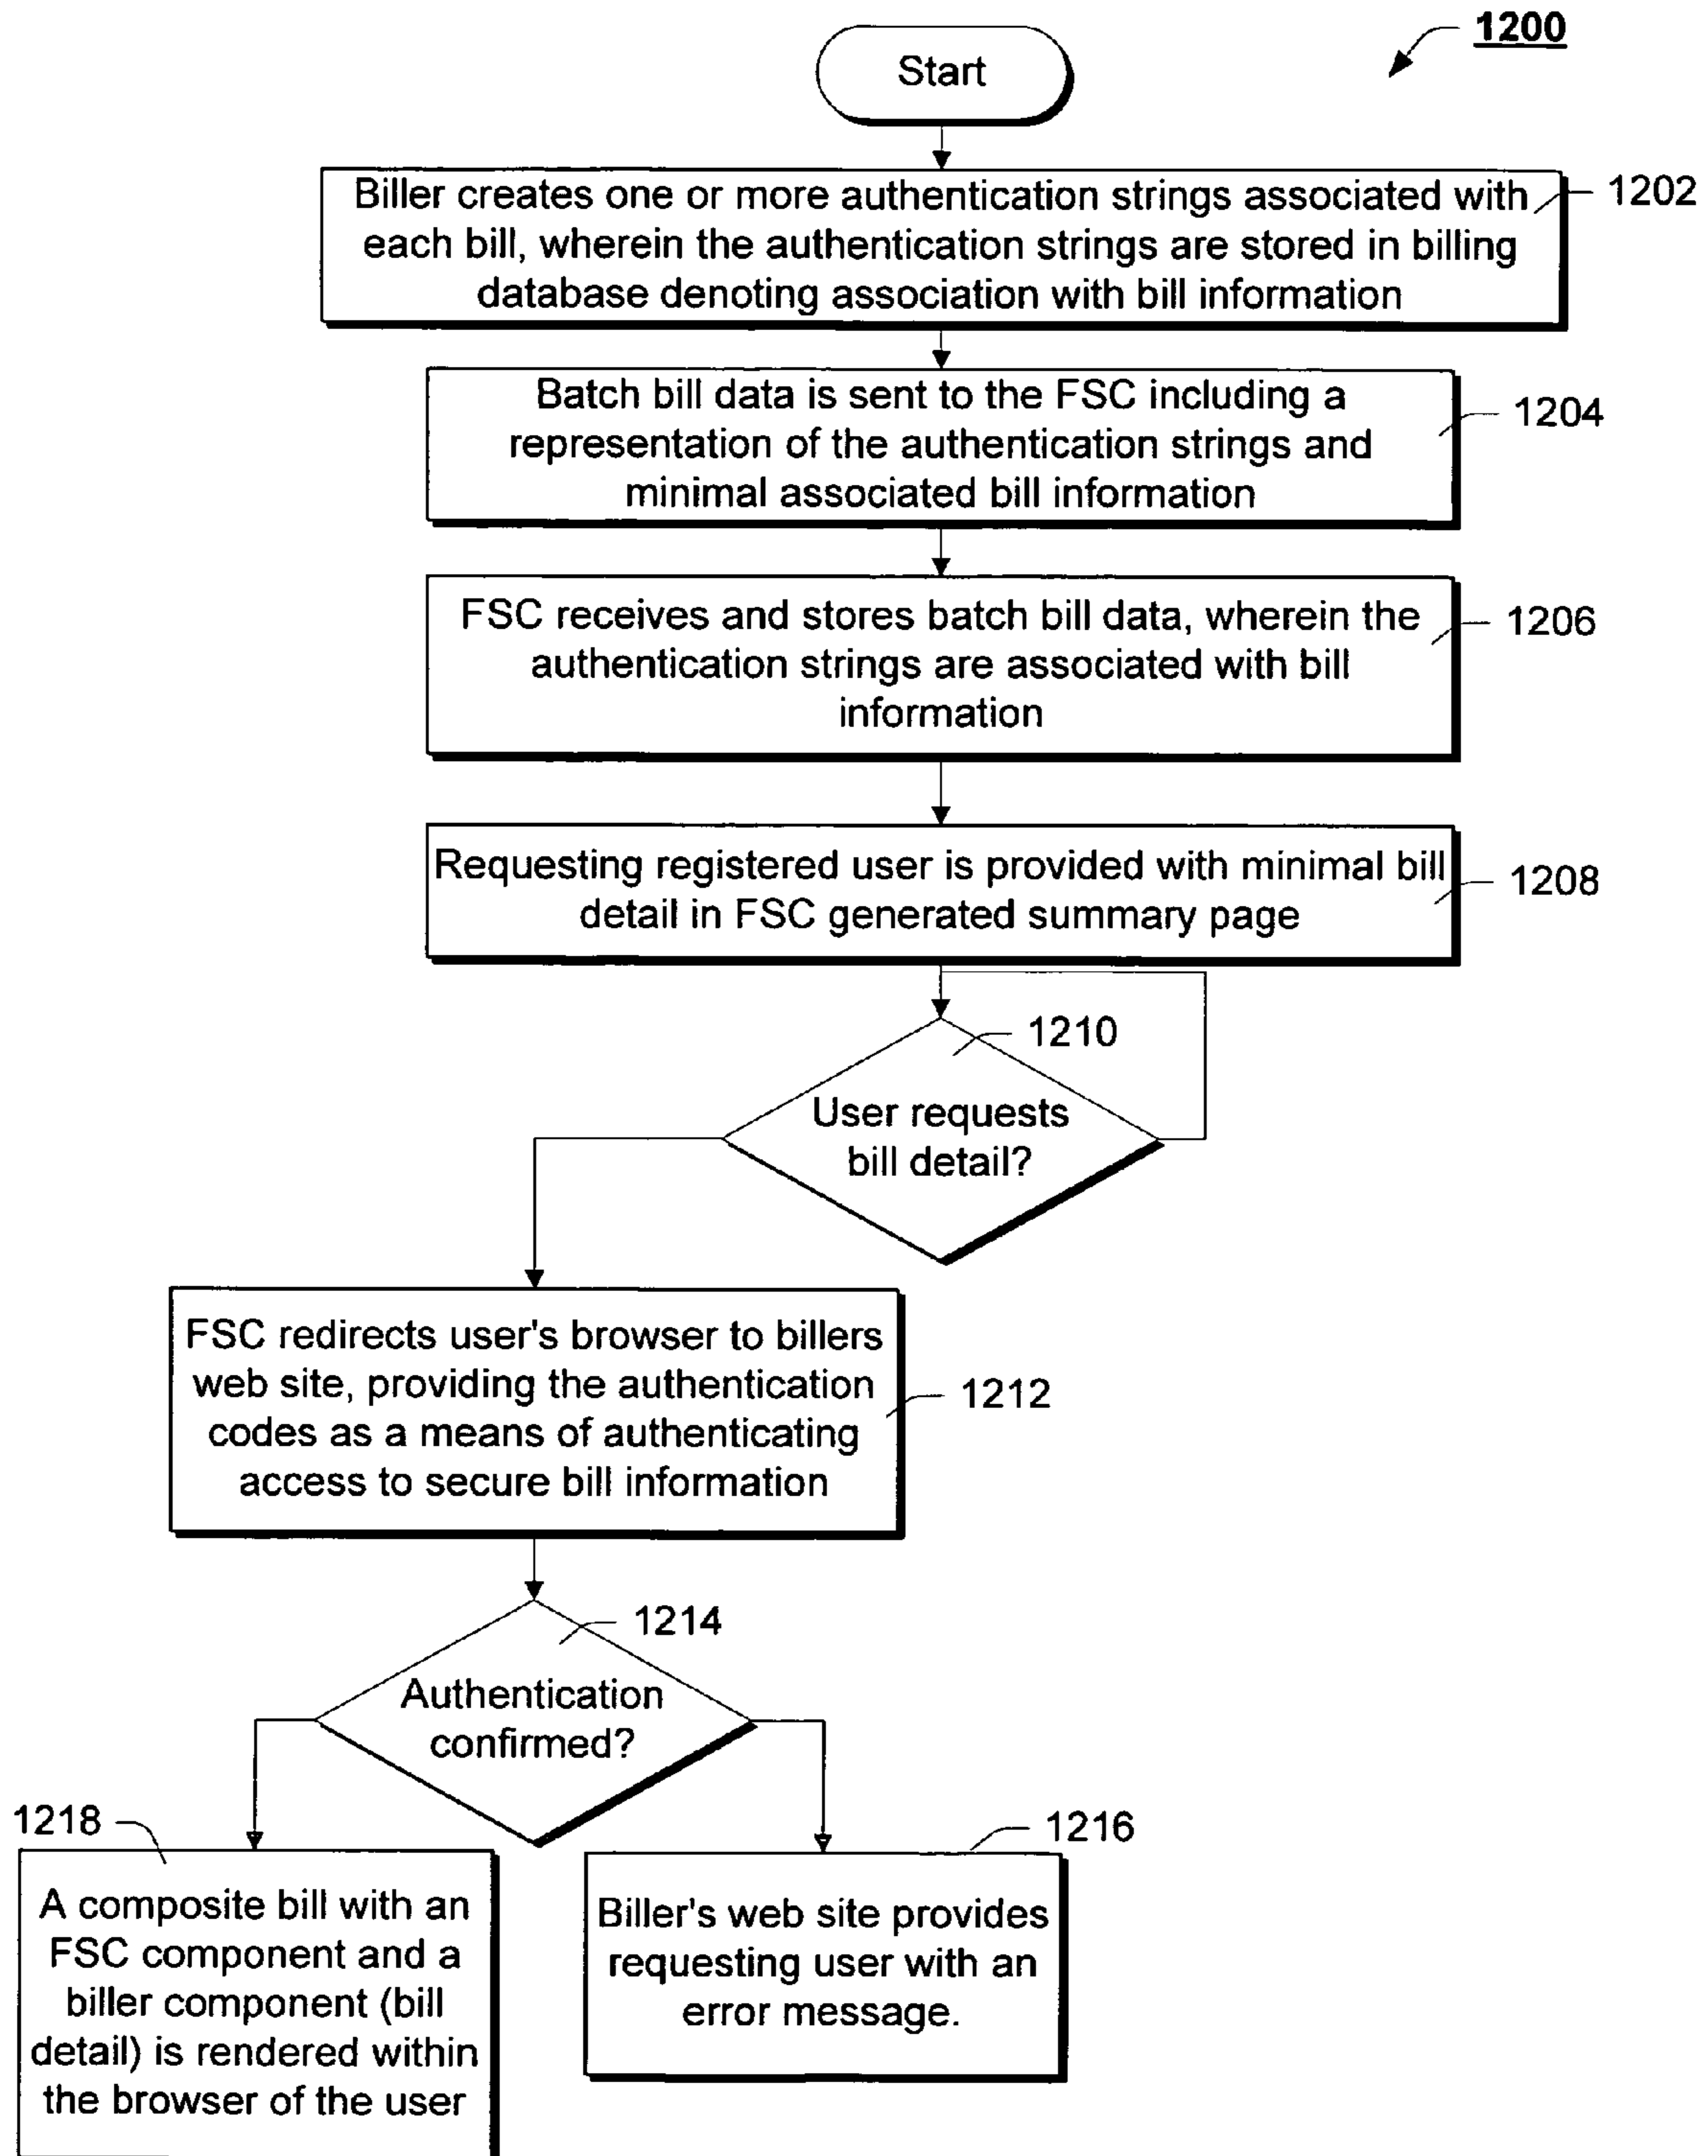 1200
Start
Biller creates one or more authentication strings associated with
each bill, wherein the authentication strings are stored in billing
database denoting association with bill information
1202
Batch bill data is sent to the FSC including a
representation of the authentication strings and
minimal associated bill information
1204
FSC receives and stores batch bill data, wherein the
authentication strings are associated with bill
information
1206
Requesting registered user is provided with minimal bill
detail in FSC generated summary page
1208
1210
User requests
bill detail?
FSC redirects user's browser to billers
web site, providing the authentication
codes as a means of authenticating
access to secure bill information
1212
1214
Authentication
confirmed?
1218
A composite bill with an
FSC component and a
biller component (bill
detail) is rendered within
the browser of the user
1216
Biller's web site provides
requesting user with an
error message.